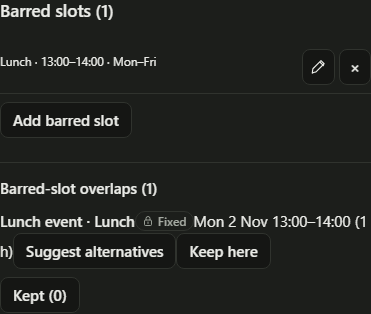 Barred slots (1)
Lunch · 13:00–14:00 · Mon–Fri
×
Add barred slot
Barred-slot overlaps (1)
Lunch event · Lunch Fixed Mon 2 Nov 13:00–14:00 (1
h) Suggest alternatives Keep here
Kept (0)